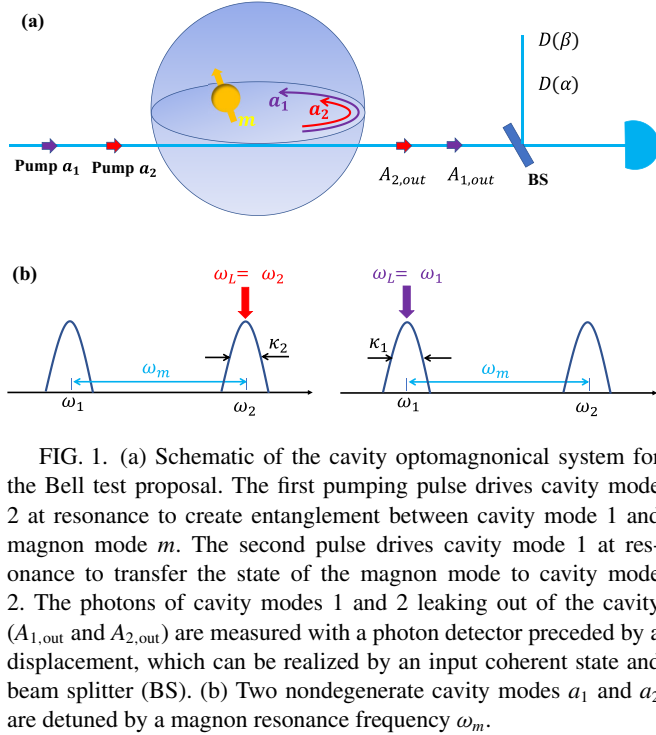 (a)
D(β)
D(α)
a₁
a₂
m
Pump a₁
Pump a₂
A₂,out
A₁,out
BS
(b)
ω_L= ω₂
ω_L= ω₁
κ₂
κ₁
ω_m
ω_m
ω₁
ω₂
ω₁
ω₂
FIG. 1. (a) Schematic of the cavity optomagnonical system for
the Bell test proposal. The first pumping pulse drives cavity mode
2 at resonance to create entanglement between cavity mode 1 and
magnon mode m. The second pulse drives cavity mode 1 at res-
onance to transfer the state of the magnon mode to cavity mode
2. The photons of cavity modes 1 and 2 leaking out of the cavity
(A₁,out and A₂,out) are measured with a photon detector preceded by a
displacement, which can be realized by an input coherent state and
beam splitter (BS). (b) Two nondegenerate cavity modes a₁ and a₂
are detuned by a magnon resonance frequency ω_m.